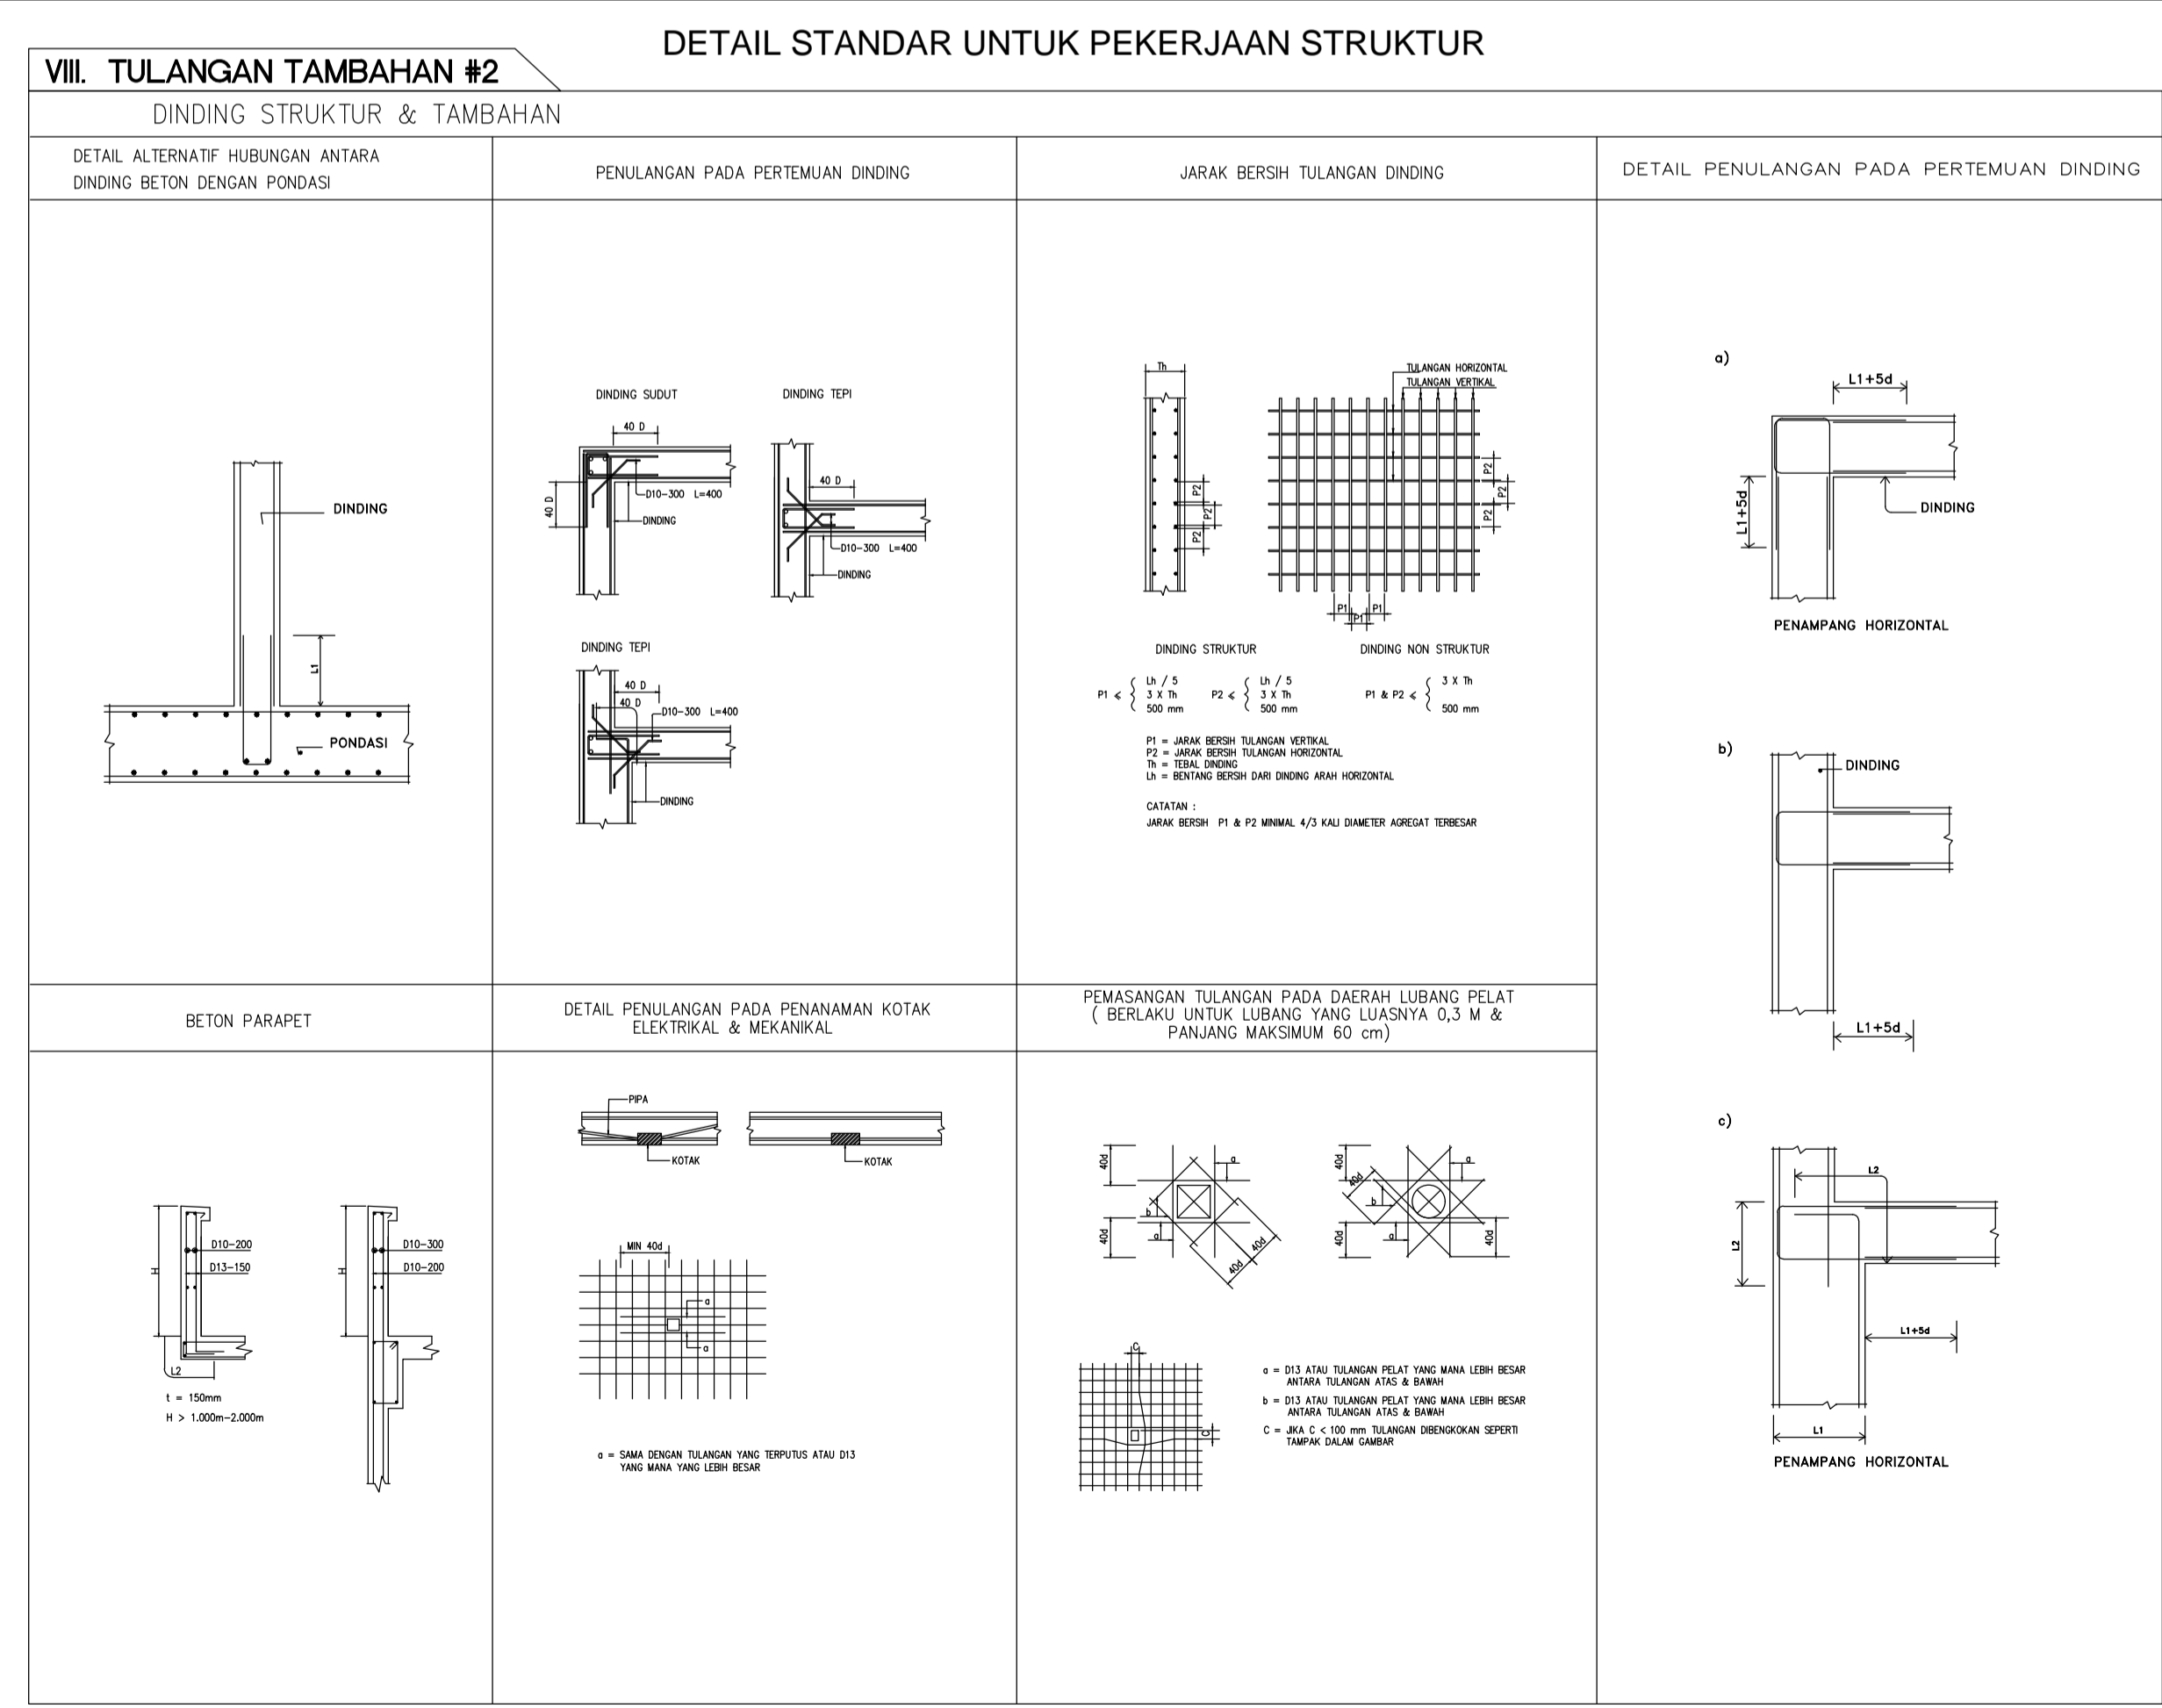 DETAIL STANDAR UNTUK PEKERJAAN STRUKTUR
VIII. TULANGAN TAMBAHAN #2
DINDING STRUKTUR & TAMBAHAN
DETAIL ALTERNATIF HUBUNGAN ANTARA
DINDING BETON DENGAN PONDASI
DINDING
L1
PONDASI
PENULANGAN PADA PERTEMUAN DINDING
DINDING SUDUT
40 D
40 D
D10-300 L=400
DINDING
DINDING TEPI
40 D
D10-300 L=400
DINDING
DINDING TEPI
40 D
40 D
D10-300 L=400
DINDING
JARAK BERSIH TULANGAN DINDING
Th
TULANGAN HORIZONTAL
TULANGAN VERTIKAL
P2
P2
P2
P2
P2
P2
P1
P1
P1
DINDING STRUKTUR
DINDING NON STRUKTUR
P1 ⩽ { Lh / 5
3 X Th
500 mm
P2 ⩽ { Lh / 5
3 X Th
500 mm
P1 & P2 ⩽ { 3 X Th
500 mm
P1 = JARAK BERSIH TULANGAN VERTIKAL
P2 = JARAK BERSIH TULANGAN HORIZONTAL
Th = TEBAL DINDING
Lh = BENTANG BERSIH DARI DINDING ARAH HORIZONTAL
CATATAN :
JARAK BERSIH P1 & P2 MINIMAL 4/3 KALI DIAMETER AGREGAT TERBESAR
DETAIL PENULANGAN PADA PERTEMUAN DINDING
a)
L1+5d
L1+5d
DINDING
PENAMPANG HORIZONTAL
b)
DINDING
L1+5d
c)
L2
L2
L1+5d
L1
PENAMPANG HORIZONTAL
BETON PARAPET
H
D10-200
D13-150
L2
t = 150mm
H > 1.000m-2.000m
H
D10-300
D10-200
DETAIL PENULANGAN PADA PENANAMAN KOTAK
ELEKTRIKAL & MEKANIKAL
PIPA
KOTAK
KOTAK
MIN 40d
a
a
a = SAMA DENGAN TULANGAN YANG TERPUTUS ATAU D13
YANG MANA YANG LEBIH BESAR
PEMASANGAN TULANGAN PADA DAERAH LUBANG PELAT
( BERLAKU UNTUK LUBANG YANG LUASNYA 0,3 M &
PANJANG MAKSIMUM 60 cm)
40d
a
b
40d
a
40d
40d
40d
a
40d
b
40d
a
40d
C
C
a = D13 ATAU TULANGAN PELAT YANG MANA LEBIH BESAR
ANTARA TULANGAN ATAS & BAWAH
b = D13 ATAU TULANGAN PELAT YANG MANA LEBIH BESAR
ANTARA TULANGAN ATAS & BAWAH
C = JIKA C < 100 mm TULANGAN DIBENGKOKAN SEPERTI
TAMPAK DALAM GAMBAR